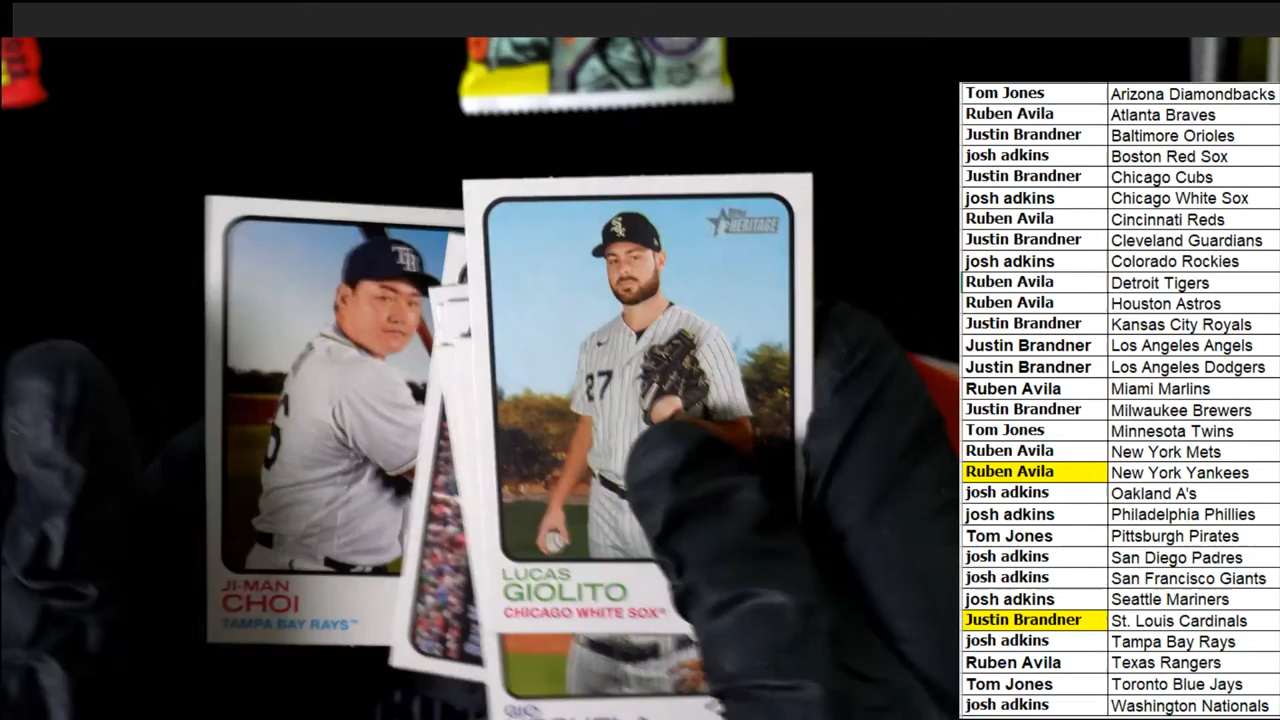 Tom Jones Arizona Diamondbacks
Ruben Avila Atlanta Braves
Justin Brandner Baltimore Orioles
josh adkins Boston Red Sox
Justin Brandner Chicago Cubs
josh adkins Chicago White Sox
Ruben Avila Cincinnati Reds
Justin Brandner Cleveland Guardians
josh adkins Colorado Rockies
Ruben Avila Detroit Tigers
Ruben Avila Houston Astros
Justin Brandner Kansas City Royals
Justin Brandner Los Angeles Angels
Justin Brandner Los Angeles Dodgers
Ruben Avila Miami Marlins
Justin Brandner Milwaukee Brewers
Tom Jones Minnesota Twins
Ruben Avila New York Mets
Ruben Avila New York Yankees
josh adkins Oakland A's
josh adkins Philadelphia Phillies
Tom Jones Pittsburgh Pirates
josh adkins San Diego Padres
josh adkins San Francisco Giants
josh adkins Seattle Mariners
Justin Brandner St. Louis Cardinals
josh adkins Tampa Bay Rays
Ruben Avila Texas Rangers
Tom Jones Toronto Blue Jays
josh adkins Washington Nationals
TB
JI-MAN
CHOI
TAMPA BAY RAYS™
Topps
HERITAGE
Sox
27
LUCAS
GIOLITO
CHICAGO WHITE SOX™
GIO